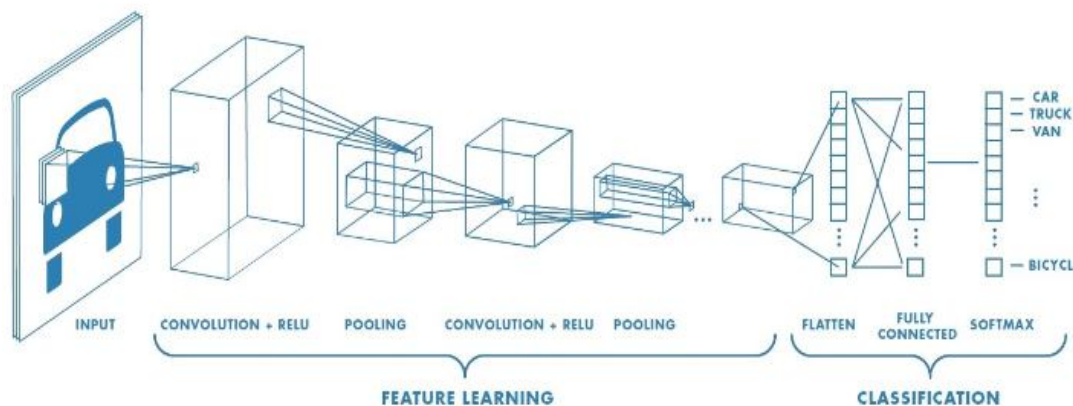 CAR
TRUCK
VAN
BICYCL
INPUT
CONVOLUTION + RELU
POOLING
CONVOLUTION + RELU
POOLING
FLATTEN
FULLY
CONNECTED
SOFTMAX
FEATURE LEARNING
CLASSIFICATION